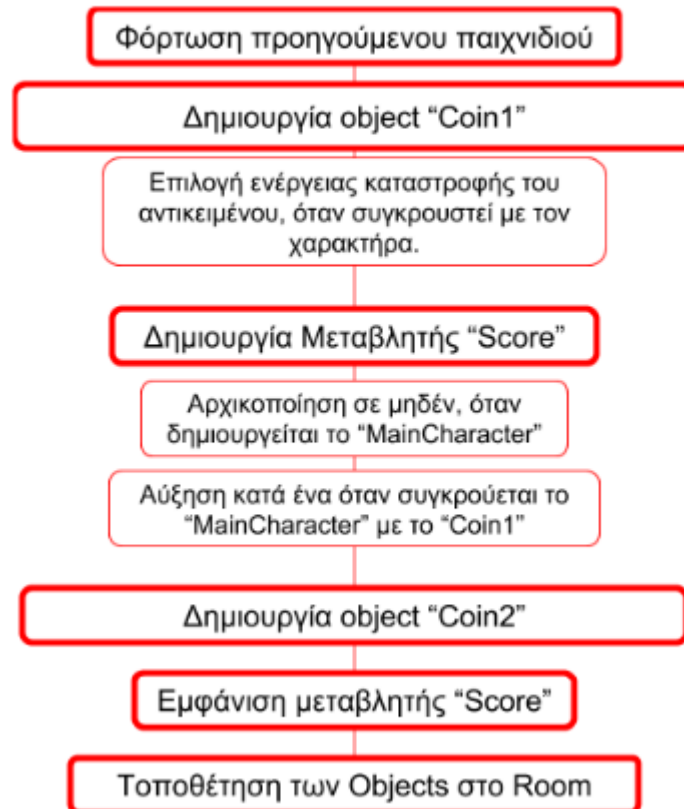 Φόρτωση προηγούμενου παιχνιδιού
Δημιουργία object “Coin1”
Επιλογή ενέργειας καταστροφής του
αντικειμένου, όταν συγκρουστεί με τον
χαρακτήρα.
Δημιουργία Μεταβλητής “Score”
Αρχικοποίηση σε μηδέν, όταν
δημιουργείται το “MainCharacter”
Αύξηση κατά ένα όταν συγκρούεται το
“MainCharacter” με το “Coin1”
Δημιουργία object “Coin2”
Εμφάνιση μεταβλητής “Score”
Τοποθέτηση των Objects στο Room